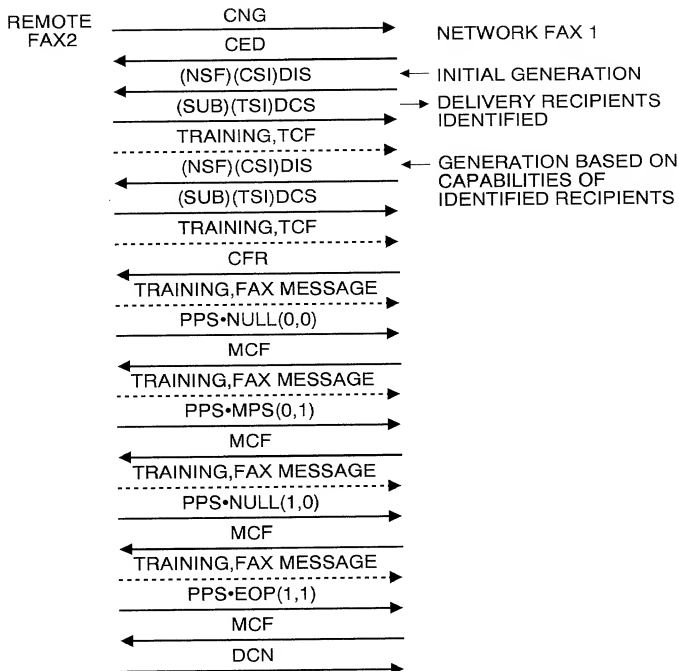 REMOTE
FAX2
CNG
NETWORK FAX 1
CED
(NSF)(CSI)DIS
INITIAL GENERATION
(SUB)(TSI)DCS
DELIVERY RECIPIENTS
IDENTIFIED
TRAINING,TCF
(NSF)(CSI)DIS
GENERATION BASED ON
CAPABILITIES OF
IDENTIFIED RECIPIENTS
(SUB)(TSI)DCS
TRAINING,TCF
CFR
TRAINING,FAX MESSAGE
PPS•NULL(0,0)
MCF
TRAINING,FAX MESSAGE
PPS•MPS(0,1)
MCF
TRAINING,FAX MESSAGE
PPS•NULL(1,0)
MCF
TRAINING,FAX MESSAGE
PPS•EOP(1,1)
MCF
DCN